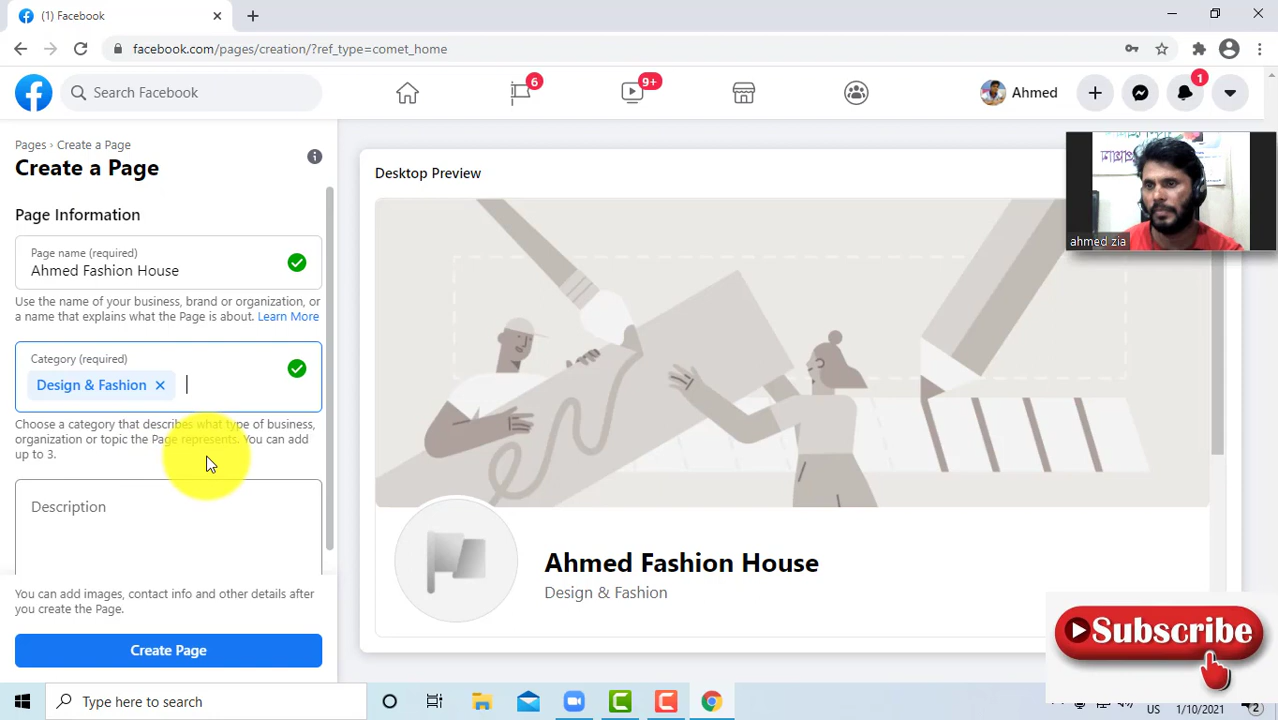 (1) Facebook
facebook.com/pages/creation/?ref_type=comet_home
Search Facebook
6
9+
Ahmed
1
Pages › Create a Page
Create a Page
Page Information
Page name (required)
Ahmed Fashion House
Use the name of your business, brand or organization, or
a name that explains what the Page is about. Learn More
Category (required)
Design & Fashion
Choose a category that describes what type of business,
organization or topic the Page represents. You can add
up to 3.
Description
You can add images, contact info and other details after
you create the Page.
Create Page
Desktop Preview
Ahmed Fashion House
Design & Fashion
ahmed zia
Subscribe
Type here to search
US
1/10/2021
2